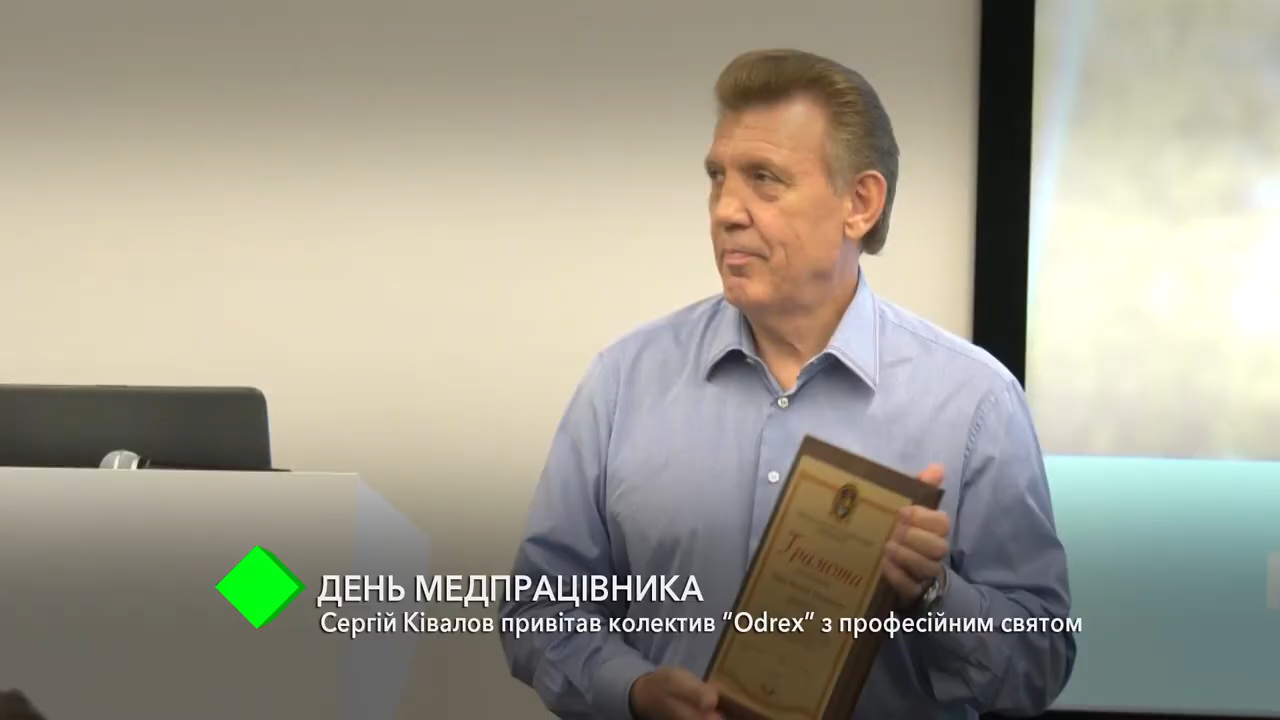 Грамота
ДЕНЬ МЕДПРАЦІВНИКА
Сергій Ківалов привітав колектив “Odrex” з професійним святом